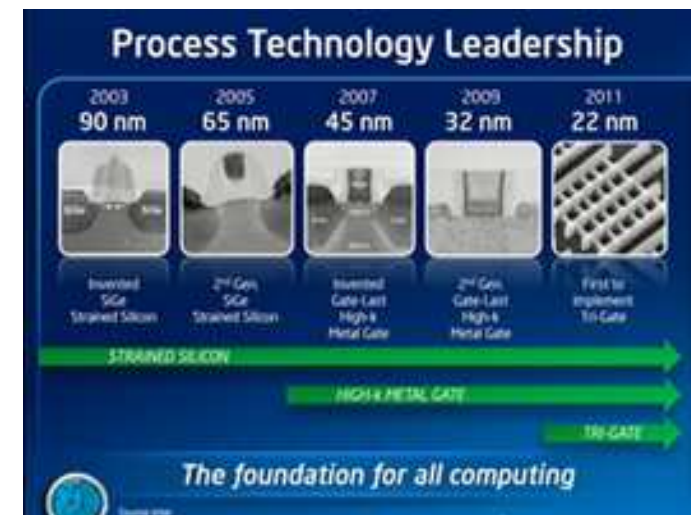 Process Technology Leadership
2003 2005 2007 2009 2011
90 nm 65 nm 45 nm 32 nm 22 nm
Invented 2nd Gen. Invented 2nd Gen. First to
SiGe SiGe Gate-Last Gate-Last Implement
Strained Silicon Strained Silicon High-k High-k Tri-Gate
Metal Gate Metal Gate
STRAINED SILICON
HIGH-k METAL GATE
TRI-GATE
The foundation for all computing